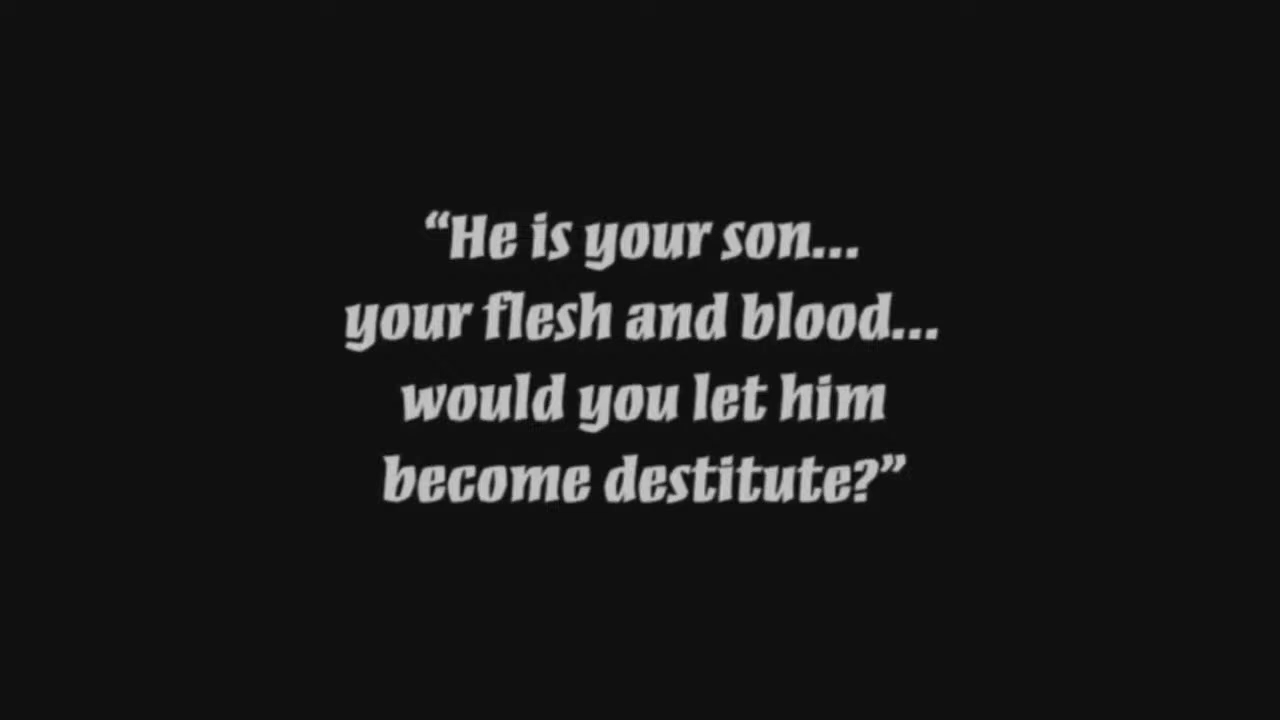 “He is your son...
your flesh and blood...
would you let him
become destitute?”